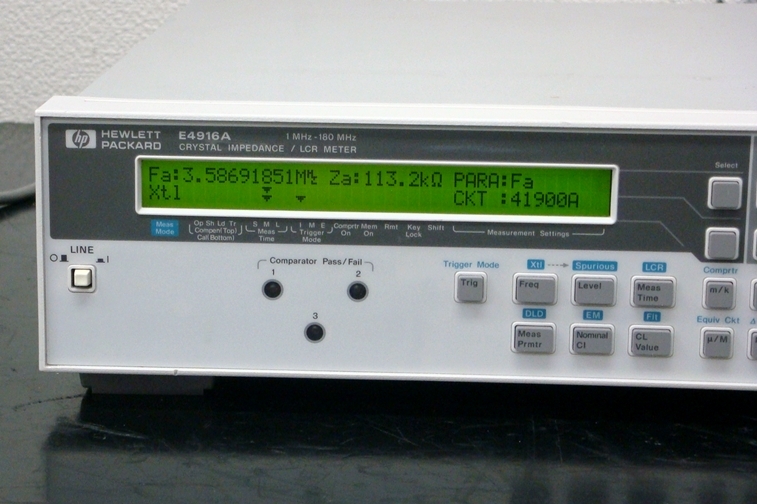 hp HEWLETT PACKARD E4916A 1 MHz-180 MHz
CRYSTAL IMPEDANCE / LCR METER
Fa:3.58691851MHz Za:113.2kΩ PARA:Fa
Xtl CKT :41900A
Select
Meas Mode
Op Sh Ld Tr
Compen(Top)
Cal(Bottom)
S M L
Meas Time
I M E
Trigger Mode
Comprtr On
Mem On
Rmt
Key Lock
Shift
Measurement Settings
LINE
Comparator Pass/Fail
1
2
3
Trigger Mode
Trig
Xtl
Spurious
LCR
Comprtr
Freq
Level
Meas Time
m/k
DLD
EM
Flt
Equiv Ckt
Meas Prmtr
Nominal CI
CL Value
μ/M